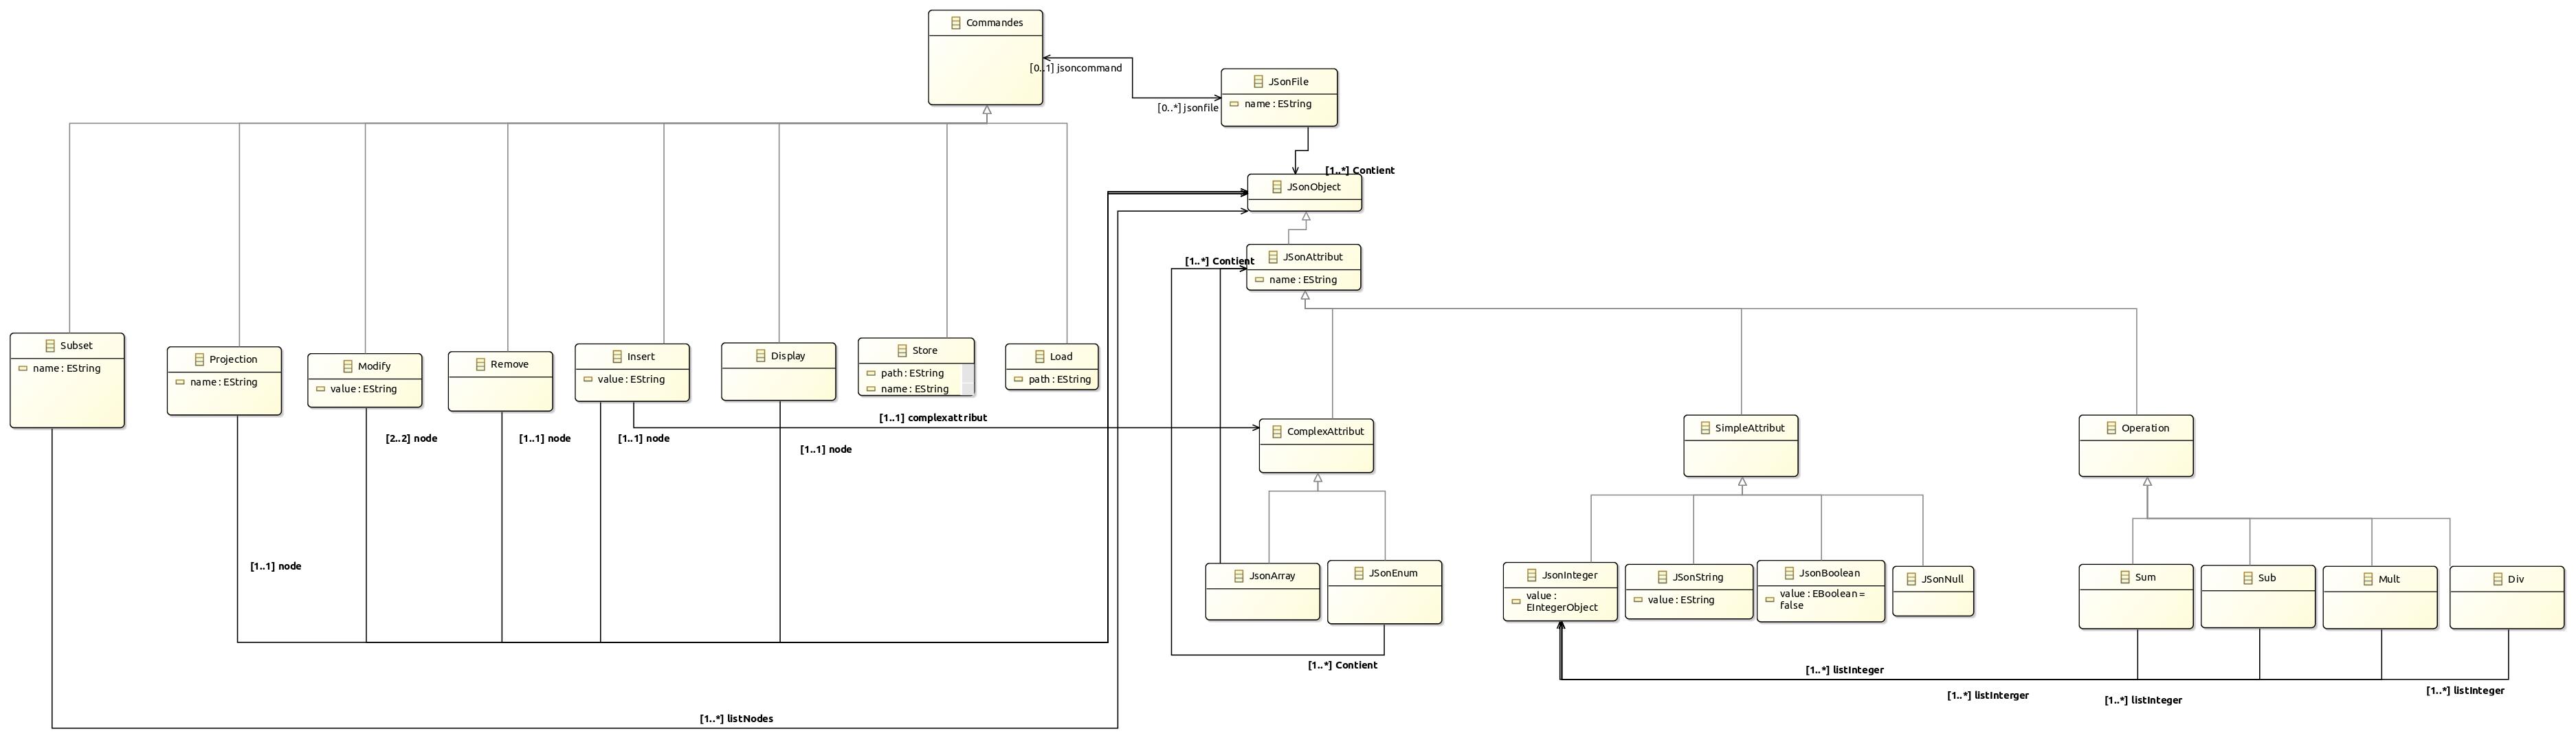 Commandes
[0..1] jsoncommand
JSonFile
name : EString
[0..*] jsonfile
[1..*] Contient
JSonObject
[1..*] Contient
JSonAttribut
name : EString
Subset
name : EString
Projection
name : EString
Modify
value : EString
Remove
Insert
value : EString
Display
Store
path : EString
name : EString
Load
path : EString
[1..1] complexattribut
[2..2] node
[1..1] node
[1..1] node
[1..1] node
[1..1] node
ComplexAttribut
SimpleAttribut
Operation
JsonArray
JSonEnum
JsonInteger
value :
EIntegerObject
JSonString
value : EString
JsonBoolean
value : EBoolean =
false
JSonNull
Sum
Sub
Mult
Div
[1..*] Contient
[1..*] listInteger
[1..*] listInterger
[1..*] listInteger
[1..*] listInteger
[1..*] listNodes